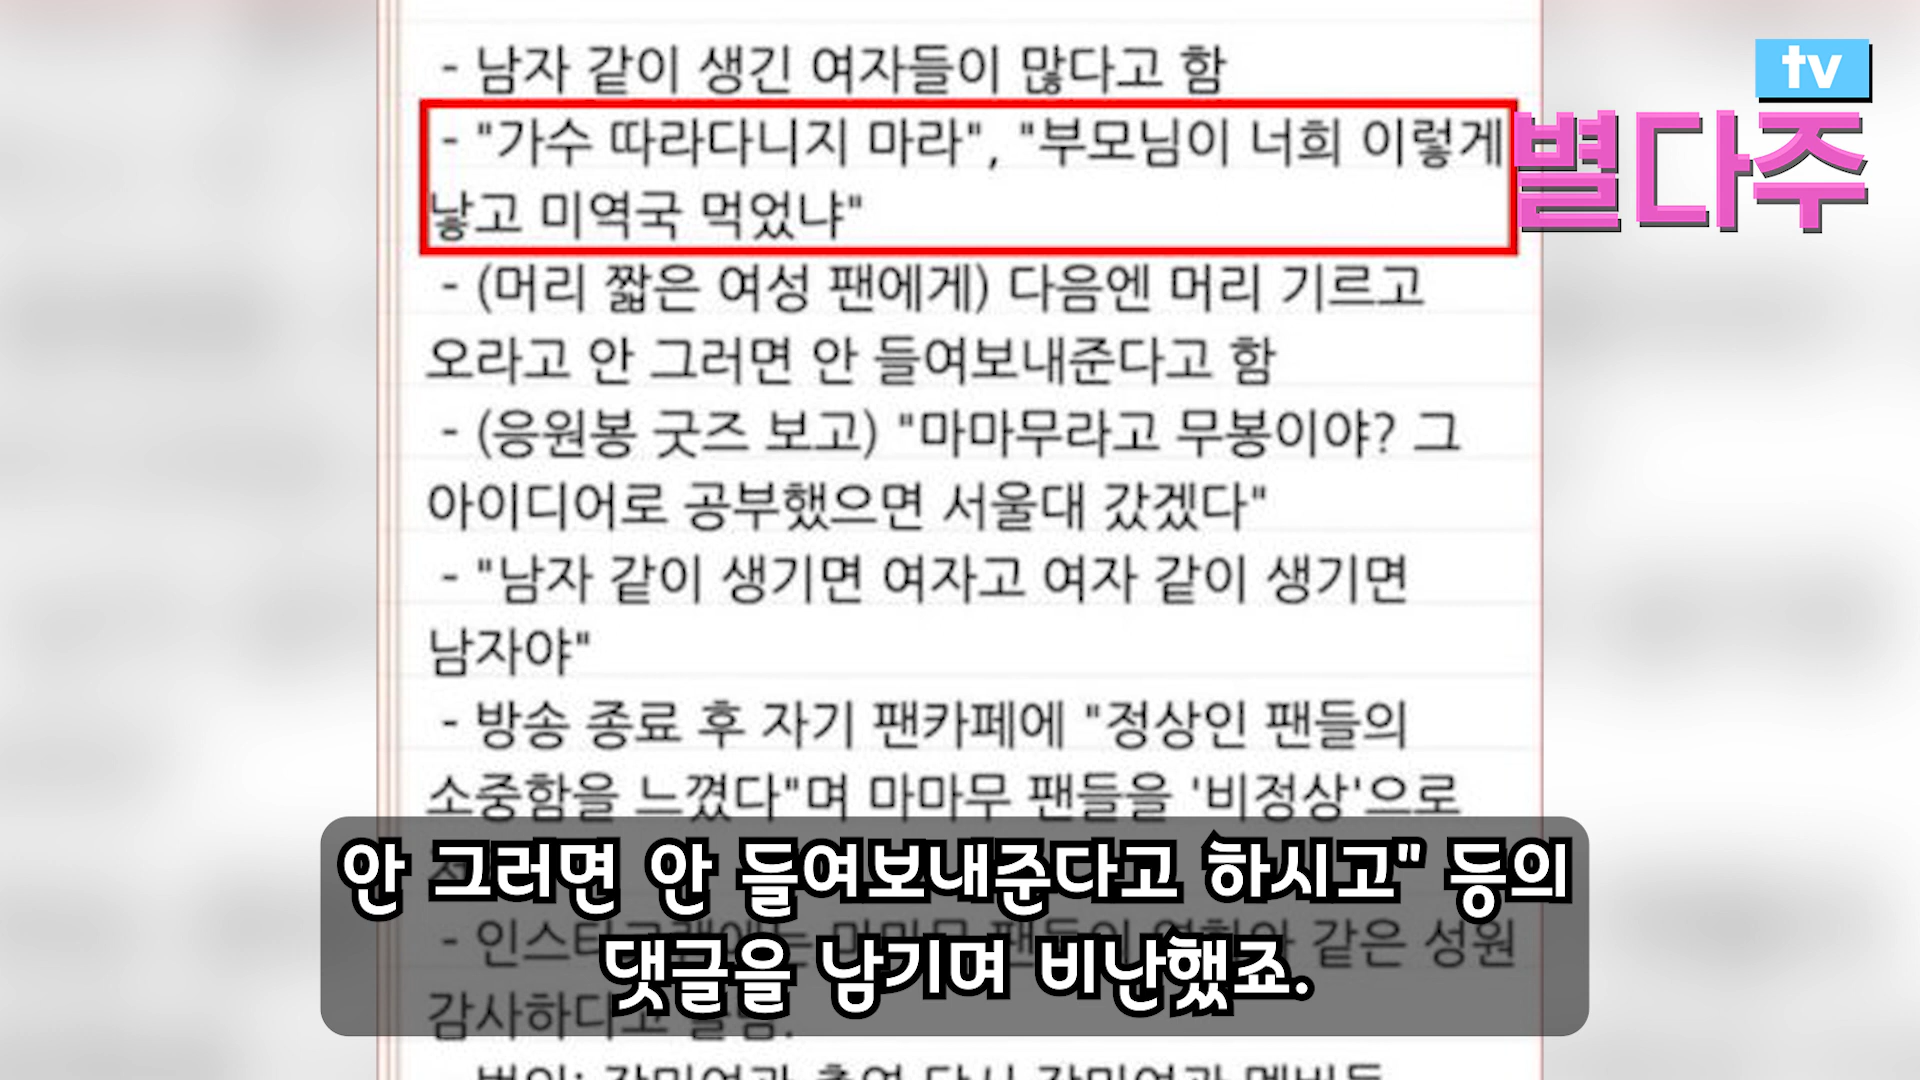 - 남자 같이 생긴 여자들이 많다고 함
tv
별다주
- "가수 따라다니지 마라", "부모님이 너희 이렇게
낳고 미역국 먹었냐"
- (머리 짧은 여성 팬에게) 다음엔 머리 기르고
오라고 안 그러면 안 들여보내준다고 함
- (응원봉 굿즈 보고) "마마무라고 무봉이야? 그
아이디어로 공부했으면 서울대 갔겠다"
- "남자 같이 생기면 여자고 여자 같이 생기면
남자야"
- 방송 종료 후 자기 팬카페에 "정상인 팬들의
소중함을 느꼈다"며 마마무 팬들을 '비정상'으로
안 그러면 안 들여보내준다고 하시고" 등의
- 같은 성원
댓글을 남기며 비난했죠.
감사하다고